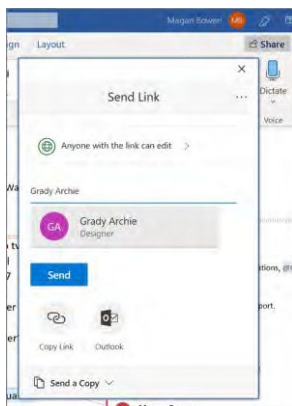 Megan Bowen MB
gn Layout Share
Send Link
Dictate
Voice
Anyone with the link can edit
Grady Archie
GA Grady Archie
Designer
Send
Copy Link Outlook
Send a Copy